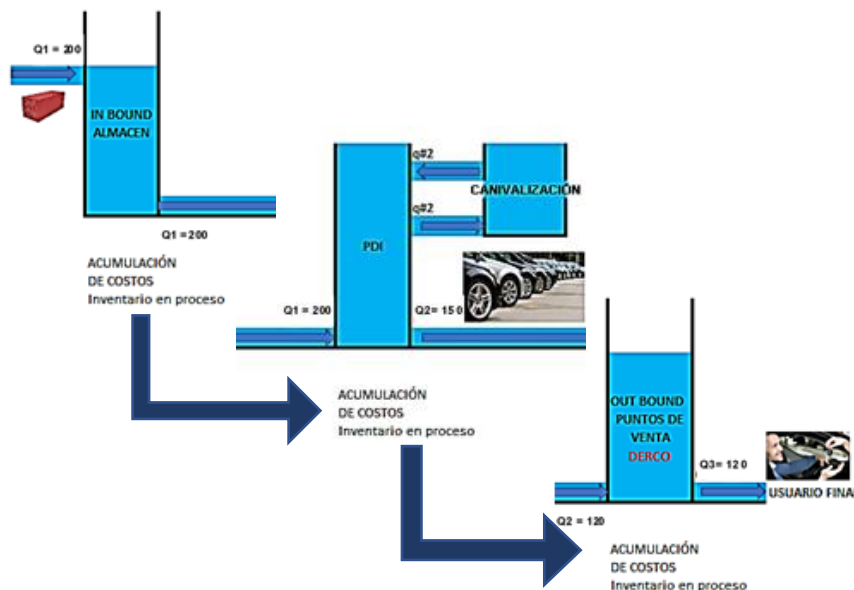 Q1 = 200
IN BOUND
ALMACEN
Q1 = 200
ACUMULACIÓN
DE COSTOS
Inventario en proceso
q#2
CANIVALIZACIÓN
q#2
PDI
Q1 = 200
Q2= 150
ACUMULACIÓN
DE COSTOS
Inventario en proceso
OUT BOUND
PUNTOS DE
VENTA
DERCO
Q3= 120
USUARIO FINA
Q2 = 120
ACUMULACIÓN
DE COSTOS
Inventario en proceso